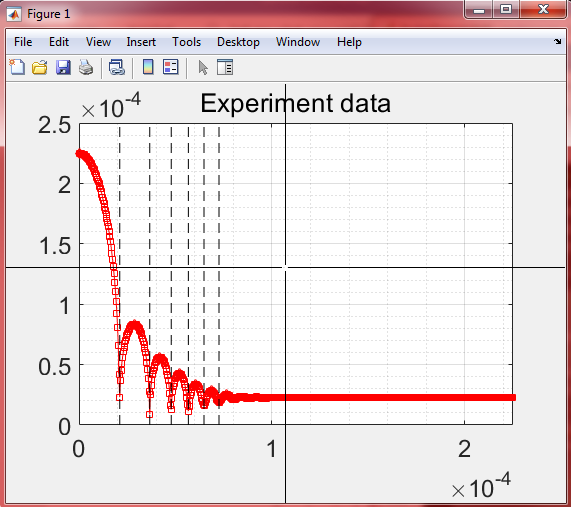 Figure 1
File Edit View Insert Tools Desktop Window Help
Experiment data
×10-4
2.5
2
1.5
1
0.5
0
0 1 2
×10-4